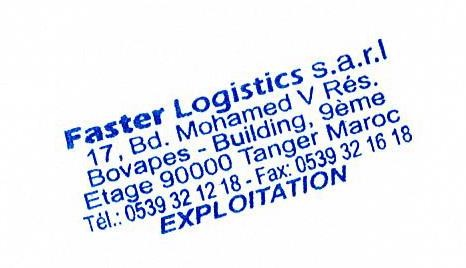 Faster Logistics s.a.r.l
17, Bd. Mohamed V Rés.
Bovapes - Building, 9ème
Etage 90000 Tanger Maroc
Tél.: 0539 32 12 18 - Fax: 0539 32 16 18
EXPLOITATION